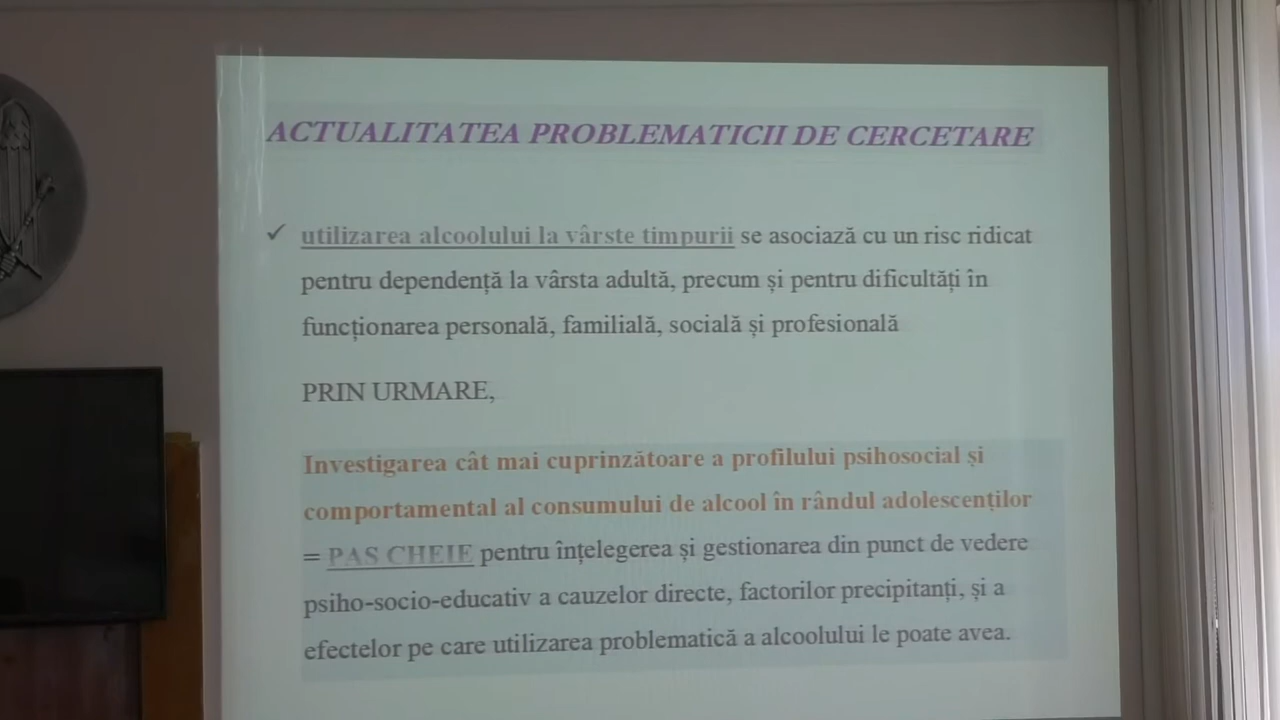 ACTUALITATEA PROBLEMATICII DE CERCETARE
✓ utilizarea alcoolului la vârste timpurii se asociază cu un risc ridicat
pentru dependență la vârsta adultă, precum și pentru dificultăți în
funcționarea personală, familială, socială și profesională
PRIN URMARE,
Investigarea cât mai cuprinzătoare a profilului psihosocial și
comportamental al consumului de alcool în rândul adolescenților
= PAS CHEIE pentru înțelegerea și gestionarea din punct de vedere
psiho-socio-educativ a cauzelor directe, factorilor precipitanți, și a
efectelor pe care utilizarea problematică a alcoolului le poate avea.